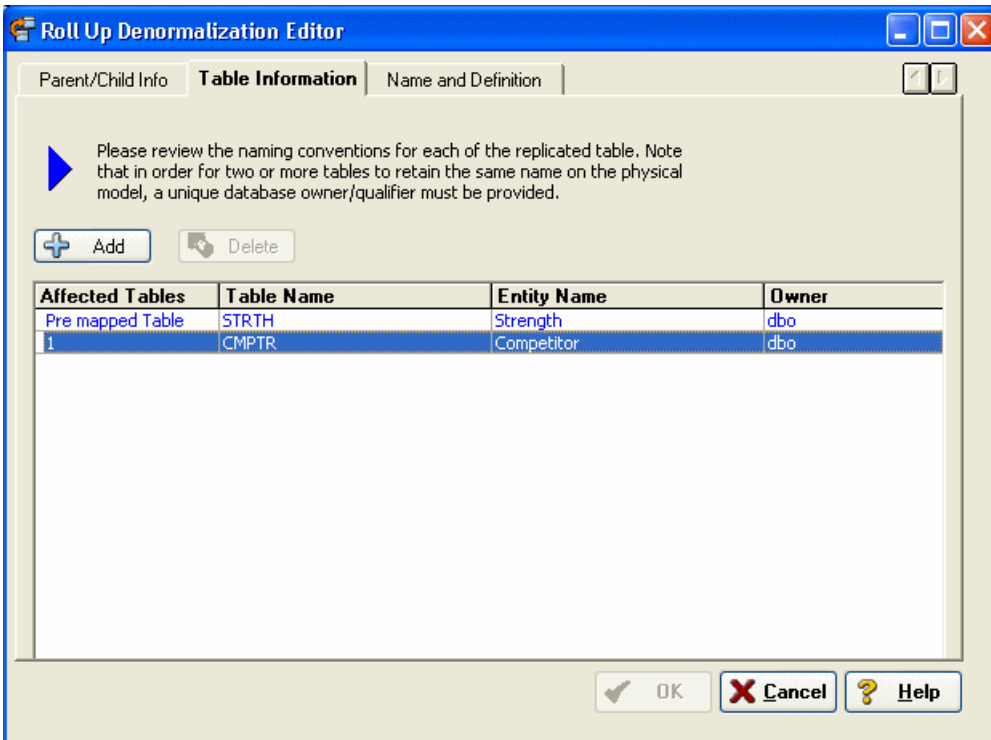 Roll Up Denormalization Editor
Parent/Child Info Table Information Name and Definition
Please review the naming conventions for each of the replicated table. Note
that in order for two or more tables to retain the same name on the physical
model, a unique database owner/qualifier must be provided.
Add Delete
Affected Tables Table Name Entity Name Owner
Pre mapped Table STRTH Strength dbo
1 CMPTR Competitor dbo
OK Cancel Help